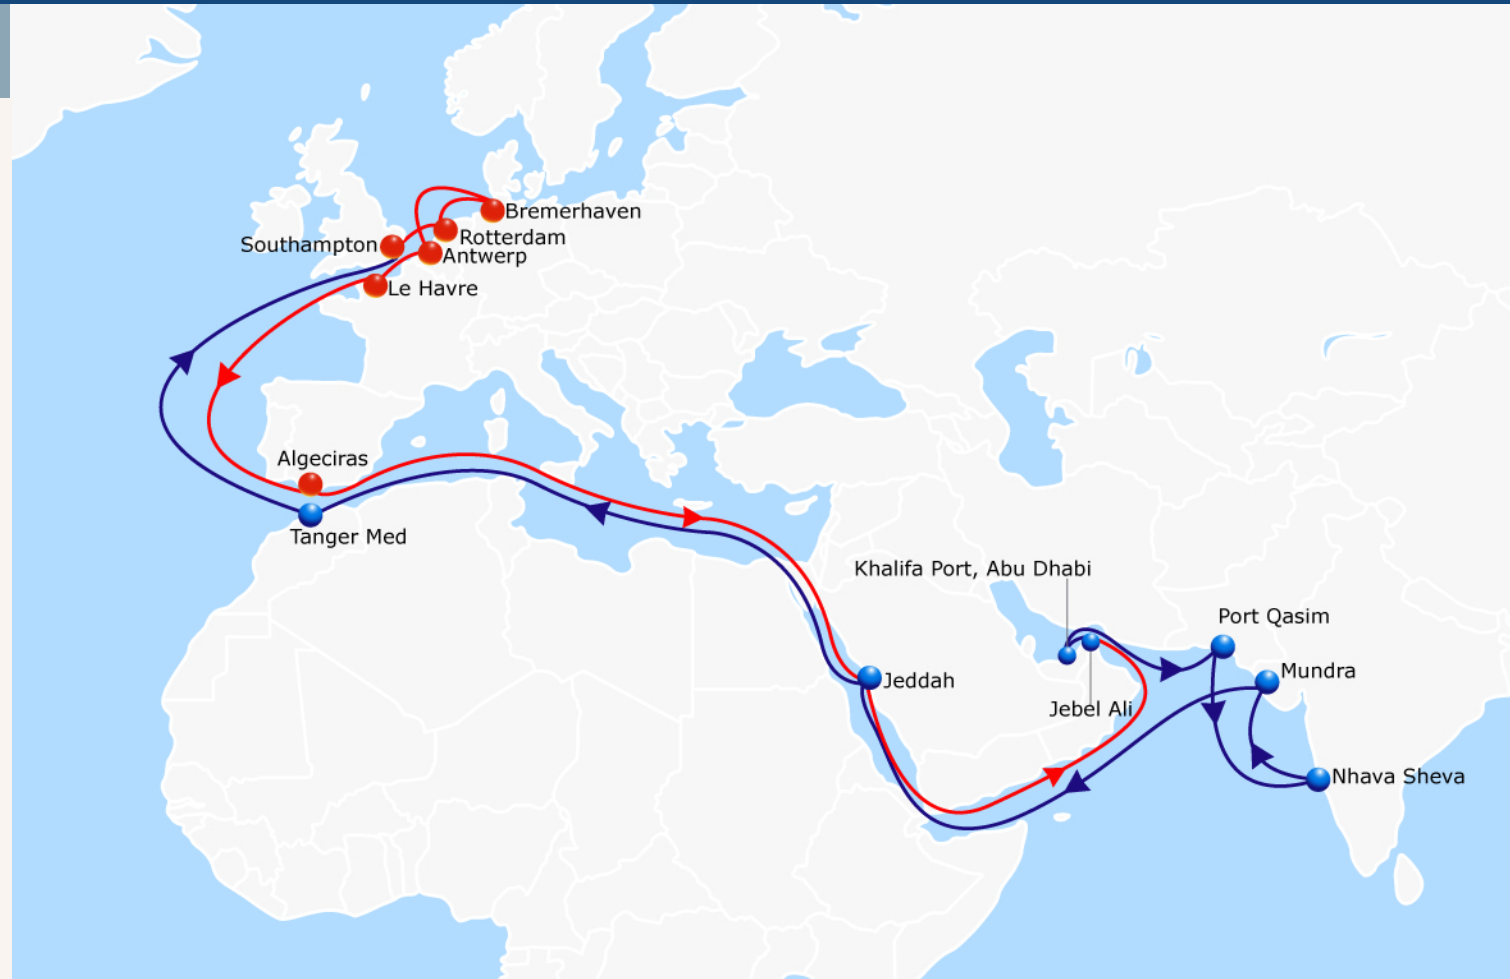 Bremerhaven
Rotterdam
Southampton
Antwerp
Le Havre
Algeciras
Tanger Med
Khalifa Port, Abu Dhabi
Port Qasim
Mundra
Jeddah
Jebel Ali
Nhava Sheva